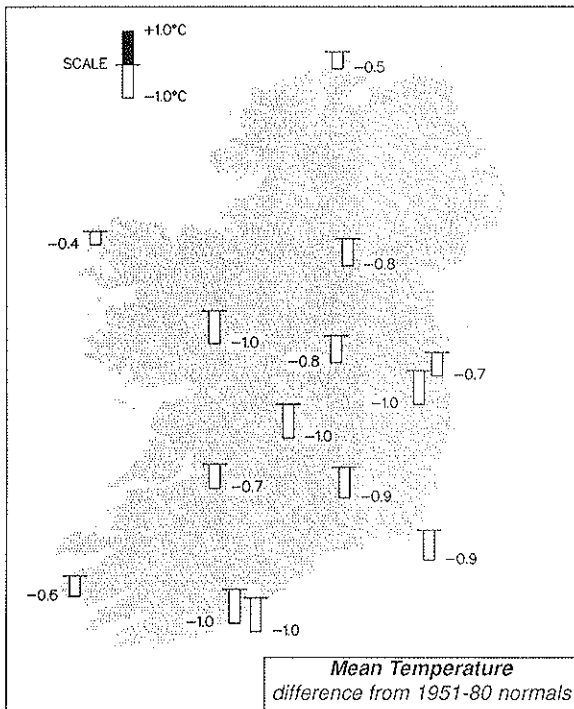 +1.0°C
SCALE
−1.0°C
−0.5
−0.4
−0.8
−1.0
−0.8
−0.7
−1.0
−1.0
−0.7
−0.9
−0.9
−0.6
−1.0
−1.0
Mean Temperature
difference from 1951-80 normals